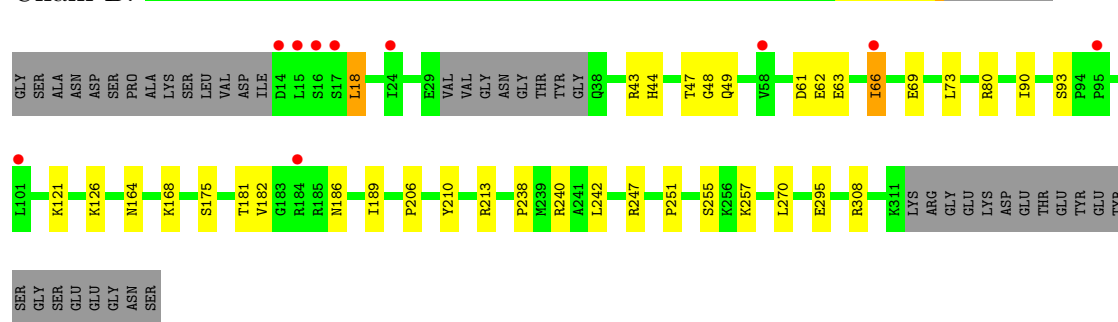 GLY SER ALA ASN ASP SER PRO ALA LYS SER LEU VAL ASP ILE D14 L15 S16 S17 L18 I24 E29 VAL VAL GLY ASN GLY THR TYR GLY Q38 R43 H44 T47 G48 Q49 V58 D61 E62 E63 I66 E69 L73 R80 I90 S93 P94 P95
L101 K121 K126 N164 K168 S175 T181 V182 G183 R184 R185 N186 I189 P206 Y210 R213 P238 M239 R240 A241 L242 R247 P251 S255 K256 K257 L270 E295 R308 K311 LYS ARG GLY GLU LYS ASP GLU THR GLU TYR GLU TYR
SER GLY SER GLU GLU GLY ASN SER